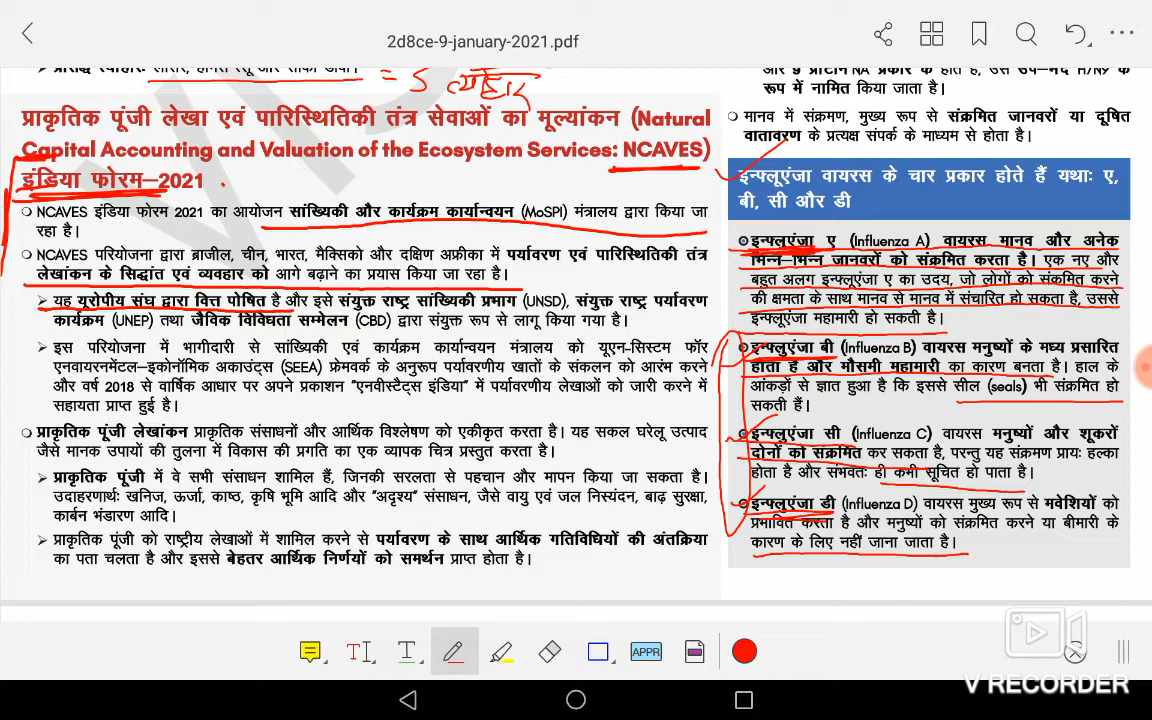 2d8ce-9-january-2021.pdf
= 5 त्योहार
प्राकृतिक पूंजी लेखा एवं पारिस्थितिकी तंत्र सेवाओं का मूल्यांकन (Natural
Capital Accounting and Valuation of the Ecosystem Services: NCAVES)
इंडिया फोरम–2021
NCAVES इंडिया फोरम 2021 का आयोजन सांख्यिकी और कार्यक्रम कार्यान्वयन (MoSPI) मंत्रालय द्वारा किया जा
रहा है।
NCAVES परियोजना द्वारा ब्राजील, चीन, भारत, मैक्सिको और दक्षिण अफ्रीका में पर्यावरण एवं पारिस्थितिकी तंत्र
लेखांकन के सिद्धांत एवं व्यवहार को आगे बढ़ाने का प्रयास किया जा रहा है।
यह यूरोपीय संघ द्वारा वित्त पोषित है और इसे संयुक्त राष्ट्र सांख्यिकी प्रभाग (UNSD), संयुक्त राष्ट्र पर्यावरण
कार्यक्रम (UNEP) तथा जैविक विविधता सम्मेलन (CBD) द्वारा संयुक्त रूप से लागू किया गया है।
इस परियोजना में भागीदारी से सांख्यिकी एवं कार्यक्रम कार्यान्वयन मंत्रालय को यूएन-सिस्टम फॉर
एनवायरनमेंटल–इकोनॉमिक अकाउंट्स (SEEA) फ्रेमवर्क के अनुरूप पर्यावरणीय खातों के संकलन को आरंभ करने
और वर्ष 2018 से वार्षिक आधार पर अपने प्रकाशन "एनवीस्टैट्स इंडिया" में पर्यावरणीय लेखाओं को जारी करने में
सहायता प्राप्त हुई है।
प्राकृतिक पूंजी लेखांकन प्राकृतिक संसाधनों और आर्थिक विश्लेषण को एकीकृत करता है। यह सकल घरेलू उत्पाद
जैसे मानक उपायों की तुलना में विकास की प्रगति का एक व्यापक चित्र प्रस्तुत करता है।
प्राकृतिक पूंजी में वे सभी संसाधन शामिल हैं, जिनकी सरलता से पहचान और मापन किया जा सकता है।
उदाहरणार्थः खनिज, ऊर्जा, काष्ठ, कृषि भूमि आदि और "अदृश्य" संसाधन, जैसे वायु एवं जल निस्यंदन, बाढ़ सुरक्षा,
कार्बन भंडारण आदि।
प्राकृतिक पूंजी को राष्ट्रीय लेखाओं में शामिल करने से पर्यावरण के साथ आर्थिक गतिविधियों की अंतक्रिया
का पता चलता है और इससे बेहतर आर्थिक निर्णयों को समर्थन प्राप्त होता है।
और 9 प्रोटीन NA प्रकार के होते हैं, उसे उप–भेद H7N9 के
रूप में नामित किया जाता है।
मानव में संक्रमण, मुख्य रूप से संक्रमित जानवरों या दूषित
वातावरण के प्रत्यक्ष संपर्क के माध्यम से होता है।
इन्फ्लूएंजा वायरस के चार प्रकार होते हैं यथाः ए,
बी, सी और डी
इन्फ्लूएंजा ए (Influenza A) वायरस मानव और अनेक
भिन्न–भिन्न जानवरों को संक्रमित करता है। एक नए और
बहुत अलग इन्फ्लूएंजा ए का उदय, जो लोगों को संक्रमित करने
की क्षमता के साथ मानव से मानव में संचारित हो सकता है, उससे
इन्फ्लूएंजा महामारी हो सकती है।
इन्फ्लुएंजा बी (Influenza B) वायरस मनुष्यों के मध्य प्रसारित
होता है और मौसमी महामारी का कारण बनता है। हाल के
आंकड़ों से ज्ञात हुआ है कि इससे सील (seals) भी संक्रमित हो
सकती हैं।
इन्फ्लुएंजा सी (Influenza C) वायरस मनुष्यों और शूकरों
दोनों को संक्रमित कर सकता है, परन्तु यह संक्रमण प्रायः हल्का
होता है और संभवतः ही कभी सूचित हो पाता है।
इन्फ्लुएंजा डी (Influenza D) वायरस मुख्य रूप से मवेशियों को
प्रभावित करता है और मनुष्यों को संक्रमित करने या बीमारी के
कारण के लिए नहीं जाना जाता है।
APPR
V RECORDER